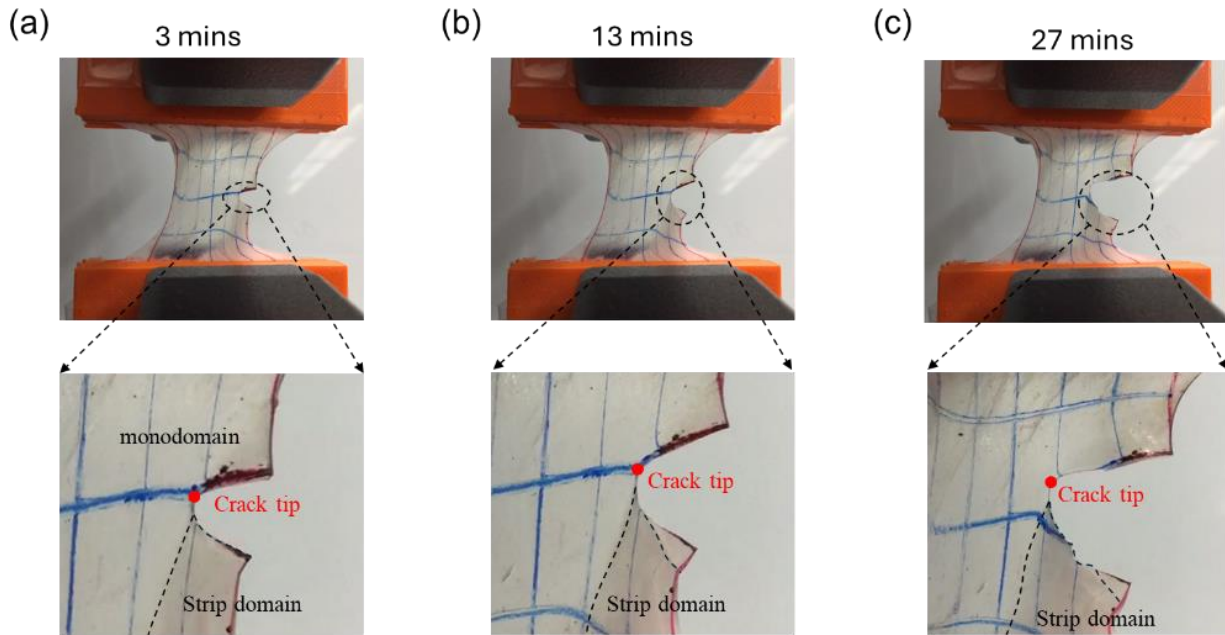 (a)
3 mins
(b)
13 mins
(c)
27 mins
monodomain
Crack tip
Strip domain
Crack tip
Strip domain
Crack tip
Strip domain